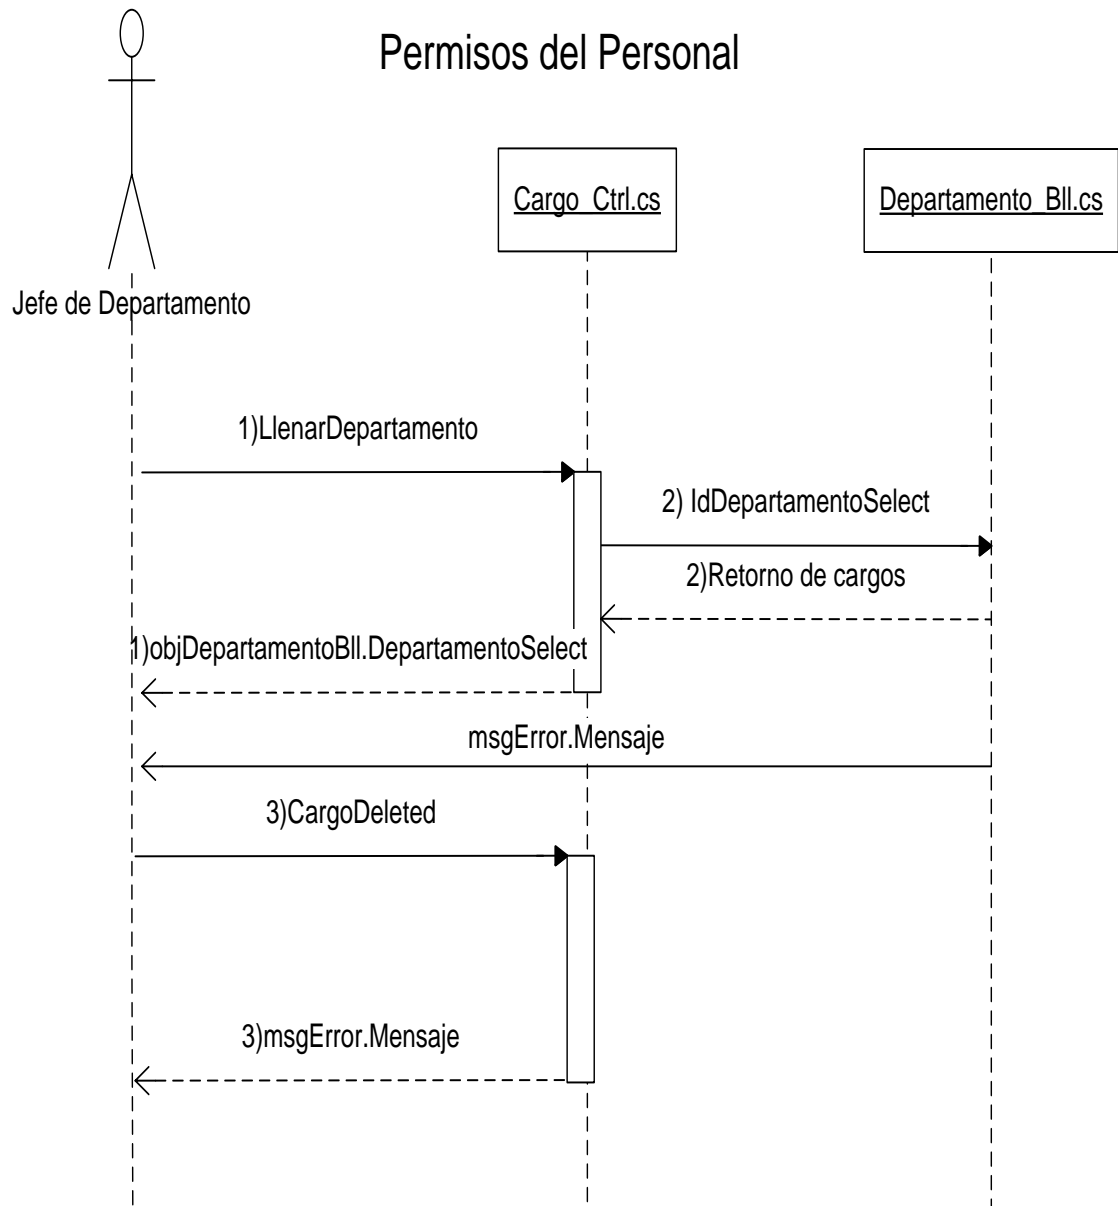 Permisos del Personal
Cargo_Ctrl.cs
Departamento_Bll.cs
Jefe de Departamento
1)LlenarDepartamento
2) IdDepartamentoSelect
2)Retorno de cargos
1)objDepartamentoBll.DepartamentoSelect
msgError.Mensaje
3)CargoDeleted
3)msgError.Mensaje